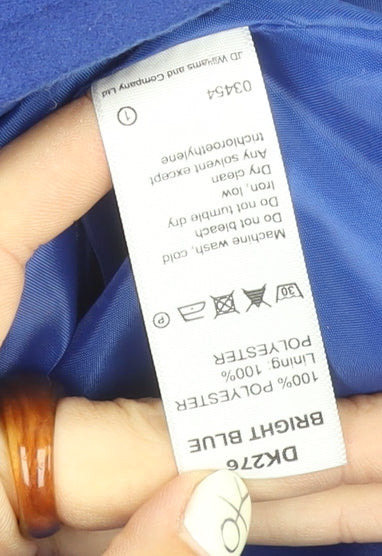 DK276
BRIGHT BLUE
100% POLYESTER
Lining: 100%
POLYESTER
30 P
Machine wash, cold
Do not bleach
Do not tumble dry
Iron, low
Dry clean
Any solvent except
trichloroethylene
1
03454
JD Williams and Company Ltd